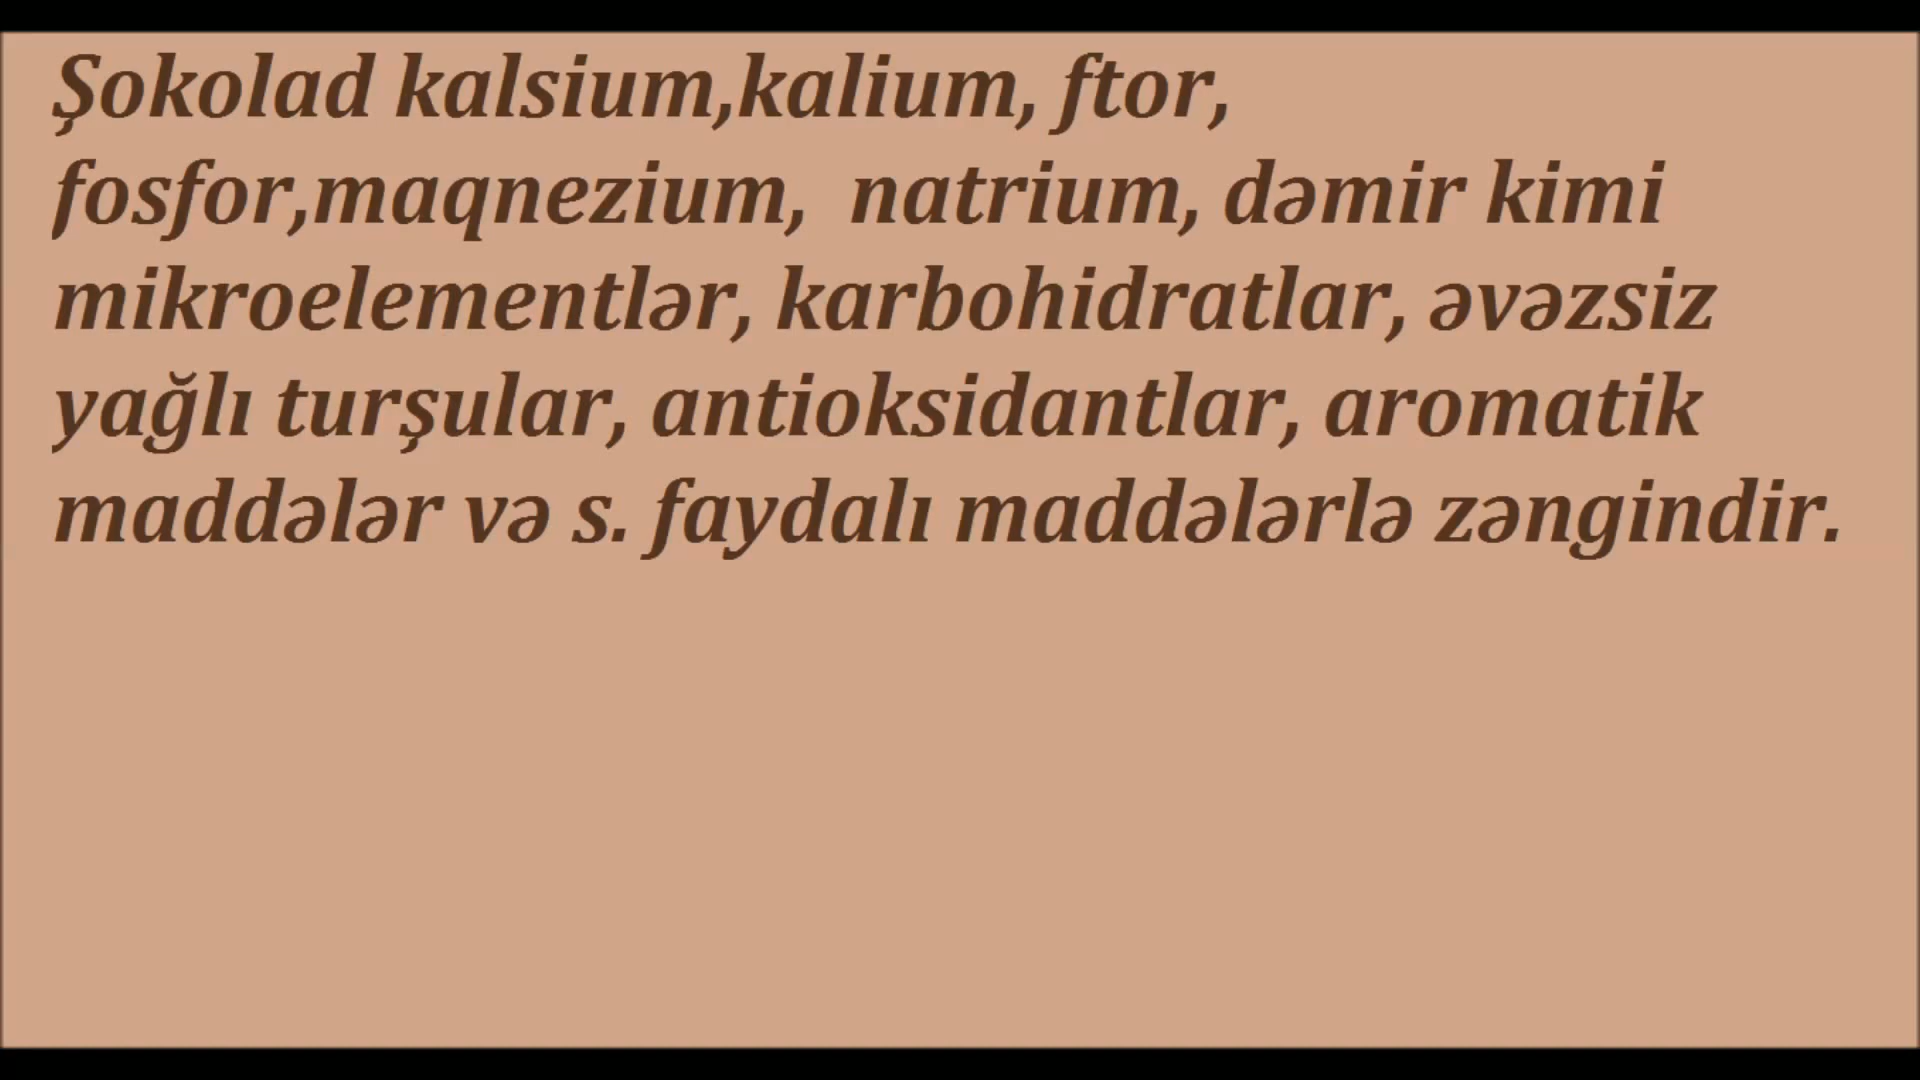 Şokolad kalsium,kalium, ftor,
fosfor,maqnezium,  natrium, dəmir kimi
mikroelementlər, karbohidratlar, əvəzsiz
yağlı turşular, antioksidantlar, aromatik
maddələr və s. faydalı maddələrlə zəngindir.